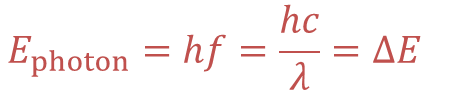 E_photon = hf = hc/λ = ΔE